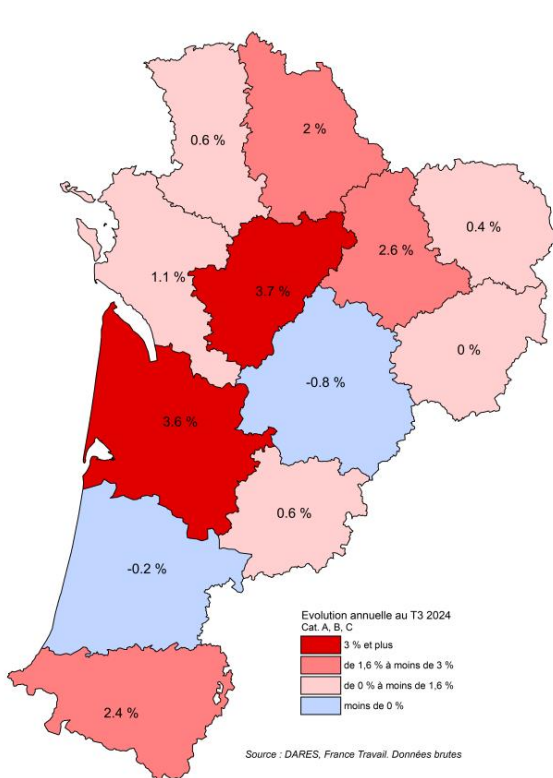 0.6 %
2 %
2.6 %
0.4 %
1.1 %
3.7 %
0 %
-0.8 %
3.6 %
0.6 %
-0.2 %
2.4 %
Evolution annuelle au T3 2024
Cat. A, B, C
3 % et plus
de 1,6 % à moins de 3 %
de 0 % à moins de 1,6 %
moins de 0 %
Source : DARES, France Travail. Données brutes